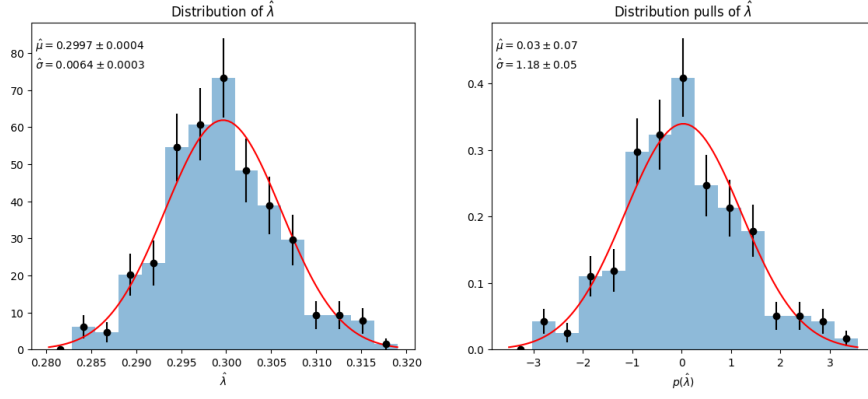 Distribution of λ̂
μ̂ = 0.2997 ± 0.0004
σ̂ = 0.0064 ± 0.0003
80
70
60
50
40
30
20
10
0
0.280 0.285 0.290 0.295 0.300 0.305 0.310 0.315 0.320
λ̂
Distribution pulls of λ̂
μ̂ = 0.03 ± 0.07
σ̂ = 1.18 ± 0.05
0.4
0.3
0.2
0.1
0.0
−3 −2 −1 0 1 2 3
p(λ̂)